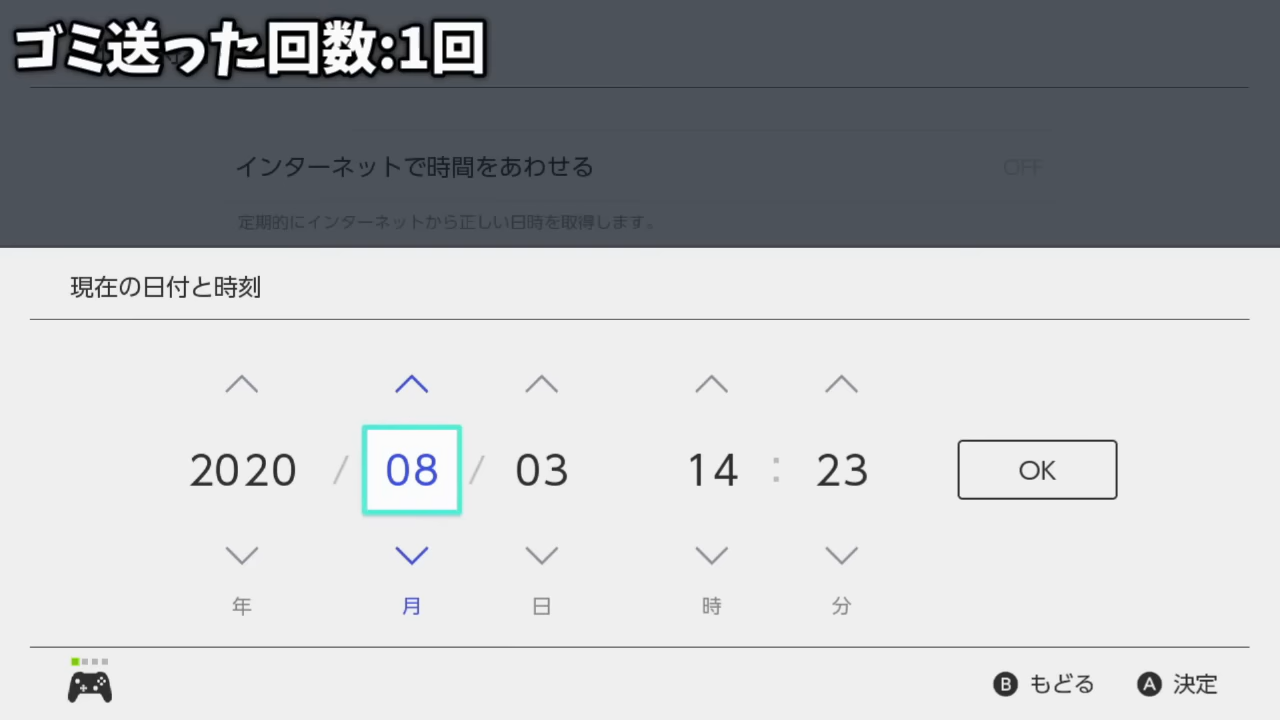 ゴミ送った回数:1回
インターネットで時間をあわせる OFF
定期的にインターネットから正しい日時を取得します。
現在の日付と時刻
2020 / 08 / 03 14 : 23 OK
年 月 日 時 分
B もどる A 決定